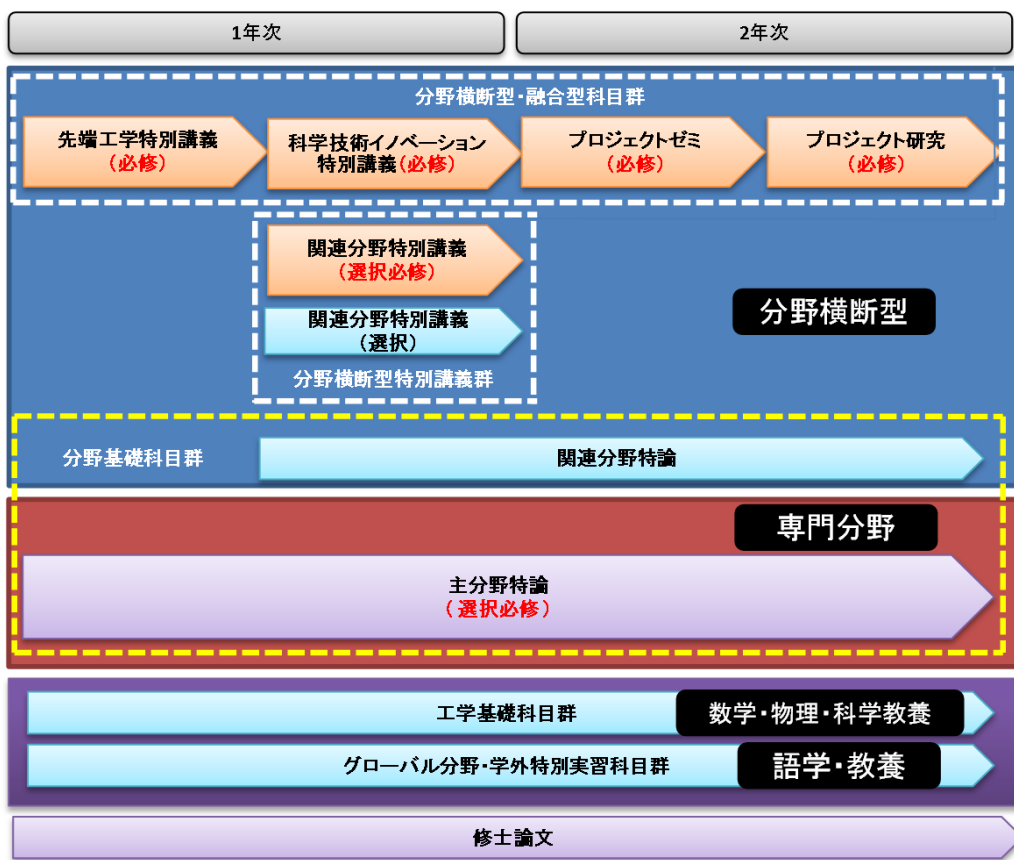 1年次
2年次
分野横断型・融合型科目群
先端工学特別講義
(必修)
科学技術イノベーション
特別講義(必修)
プロジェクトゼミ
(必修)
プロジェクト研究
(必修)
関連分野特別講義
(選択必修)
関連分野特別講義
(選択)
分野横断型特別講義群
分野横断型
分野基礎科目群
関連分野特論
専門分野
主分野特論
(選択必修)
工学基礎科目群
数学・物理・科学教養
グローバル分野・学外特別実習科目群
語学・教養
修士論文